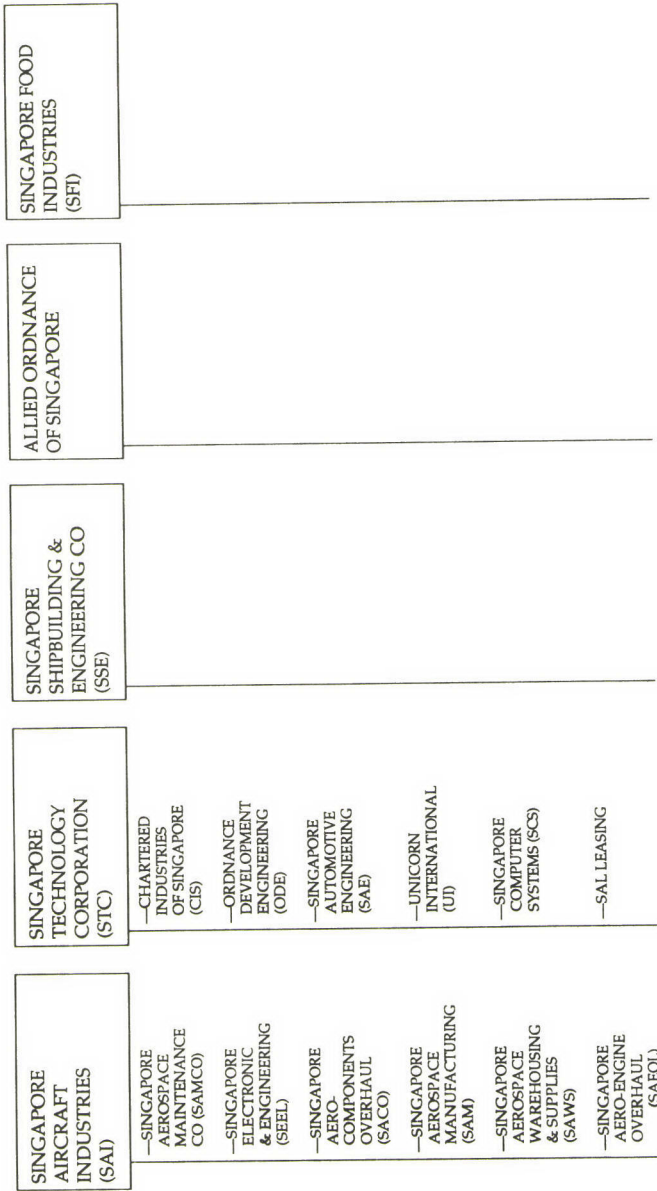 SINGAPORE
AIRCRAFT
INDUSTRIES
(SAI)
—SINGAPORE
AEROSPACE
MAINTENANCE
CO (SAMCO)
—SINGAPORE
ELECTRONIC
& ENGINEERING
(SEEL)
—SINGAPORE
AERO-
COMPONENTS
OVERHAUL
(SACO)
—SINGAPORE
AEROSPACE
MANUFACTURING
(SAM)
—SINGAPORE
AEROSPACE
WAREHOUSING
& SUPPLIES
(SAWS)
—SINGAPORE
AERO-ENGINE
OVERHAUL
(SAEOL)
SINGAPORE
TECHNOLOGY
CORPORATION
(STC)
—CHARTERED
INDUSTRIES
OF SINGAPORE
(CIS)
—ORDNANCE
DEVELOPMENT
ENGINEERING
(ODE)
—SINGAPORE
AUTOMOTIVE
ENGINEERING
(SAE)
—UNICORN
INTERNATIONAL
(UI)
—SINGAPORE
COMPUTER
SYSTEMS (SCS)
—SAL LEASING
SINGAPORE
SHIPBUILDING &
ENGINEERING CO
(SSE)
ALLIED ORDNANCE
OF SINGAPORE
SINGAPORE FOOD
INDUSTRIES
(SFI)